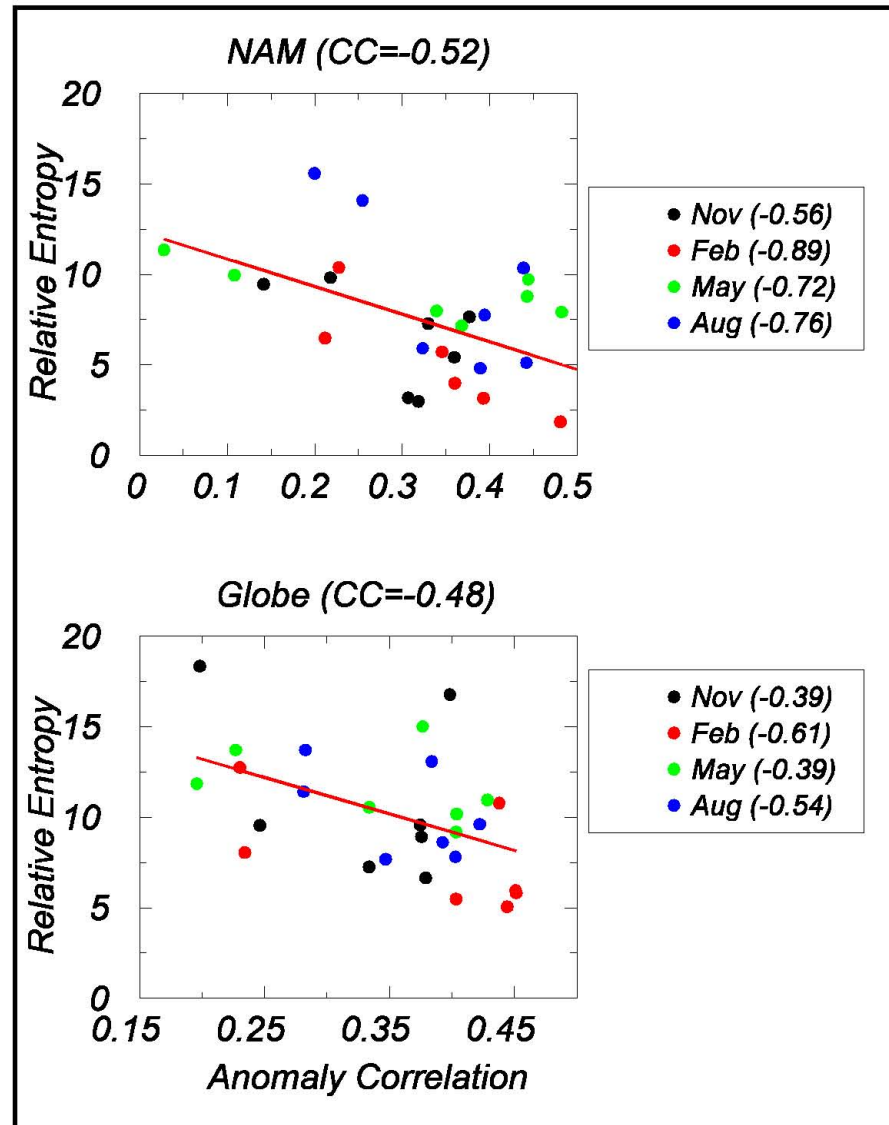 NAM (CC=-0.52)
20
15
10
5
0
Relative Entropy
0 0.1 0.2 0.3 0.4 0.5
Nov (-0.56)
Feb (-0.89)
May (-0.72)
Aug (-0.76)
Globe (CC=-0.48)
20
15
10
5
0
Relative Entropy
0.15 0.25 0.35 0.45
Anomaly Correlation
Nov (-0.39)
Feb (-0.61)
May (-0.39)
Aug (-0.54)